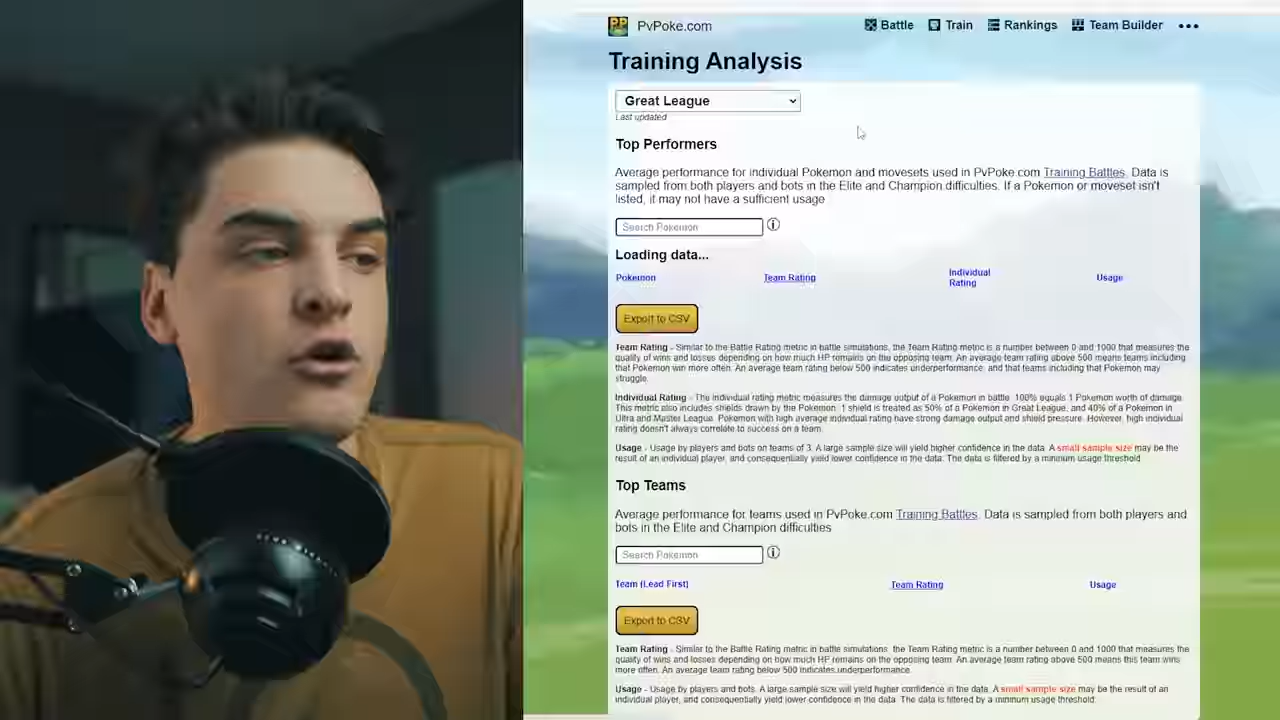 PvPoke.com
Battle
Train
Rankings
Team Builder
Training Analysis
Great League
Last updated
Top Performers
Average performance for individual Pokemon and movesets used in PvPoke.com Training Battles. Data is
sampled from both players and bots in the Elite and Champion difficulties. If a Pokemon or moveset isn't
listed, it may not have a sufficient usage
Search Pokemon
Loading data...
Pokemon
Team Rating
Individual
Rating
Usage
Export to CSV
Team Rating - Similar to the Battle Rating metric in battle simulations, the Team Rating metric is a number between 0 and 1000 that measures the
quality of wins and losses depending on how much HP remains on the opposing team. An average team rating above 500 means teams including
that Pokemon win more often. An average team rating below 500 indicates underperformance, and that teams including that Pokemon may
struggle.
Individual Rating - The individual rating metric measures the damage output of a Pokemon in battle. 100% equals 1 Pokemon worth of damage.
This metric also includes shields drawn by the Pokemon. 1 shield is treated as 50% of a Pokemon in Great League, and 40% of a Pokemon in
Ultra and Master League. Pokemon with high average individual rating have strong damage output and shield pressure. However, high individual
rating doesn't always correlate to success on a team.
Usage - Usage by players and bots on teams of 3. A large sample size will yield higher confidence in the data. A small sample size may be the
result of an individual player, and consequentially yield lower confidence in the data. The data is filtered by a minimum usage threshold
Top Teams
Average performance for teams used in PvPoke.com Training Battles. Data is sampled from both players and
bots in the Elite and Champion difficulties
Search Pokemon
Team (Lead First)
Team Rating
Usage
Export to CSV
Team Rating - Similar to the Battle Rating metric in battle simulations, the Team Rating metric is a number between 0 and 1000 that measures the
quality of wins and losses depending on how much HP remains on the opposing team. An average team rating above 500 means this team wins
more often. An average team rating below 500 indicates underperformance.
Usage - Usage by players and bots. A large sample size will yield higher confidence in the data. A small sample size may be the result of an
individual player, and consequentially yield lower confidence in the data. The data is filtered by a minimum usage threshold.